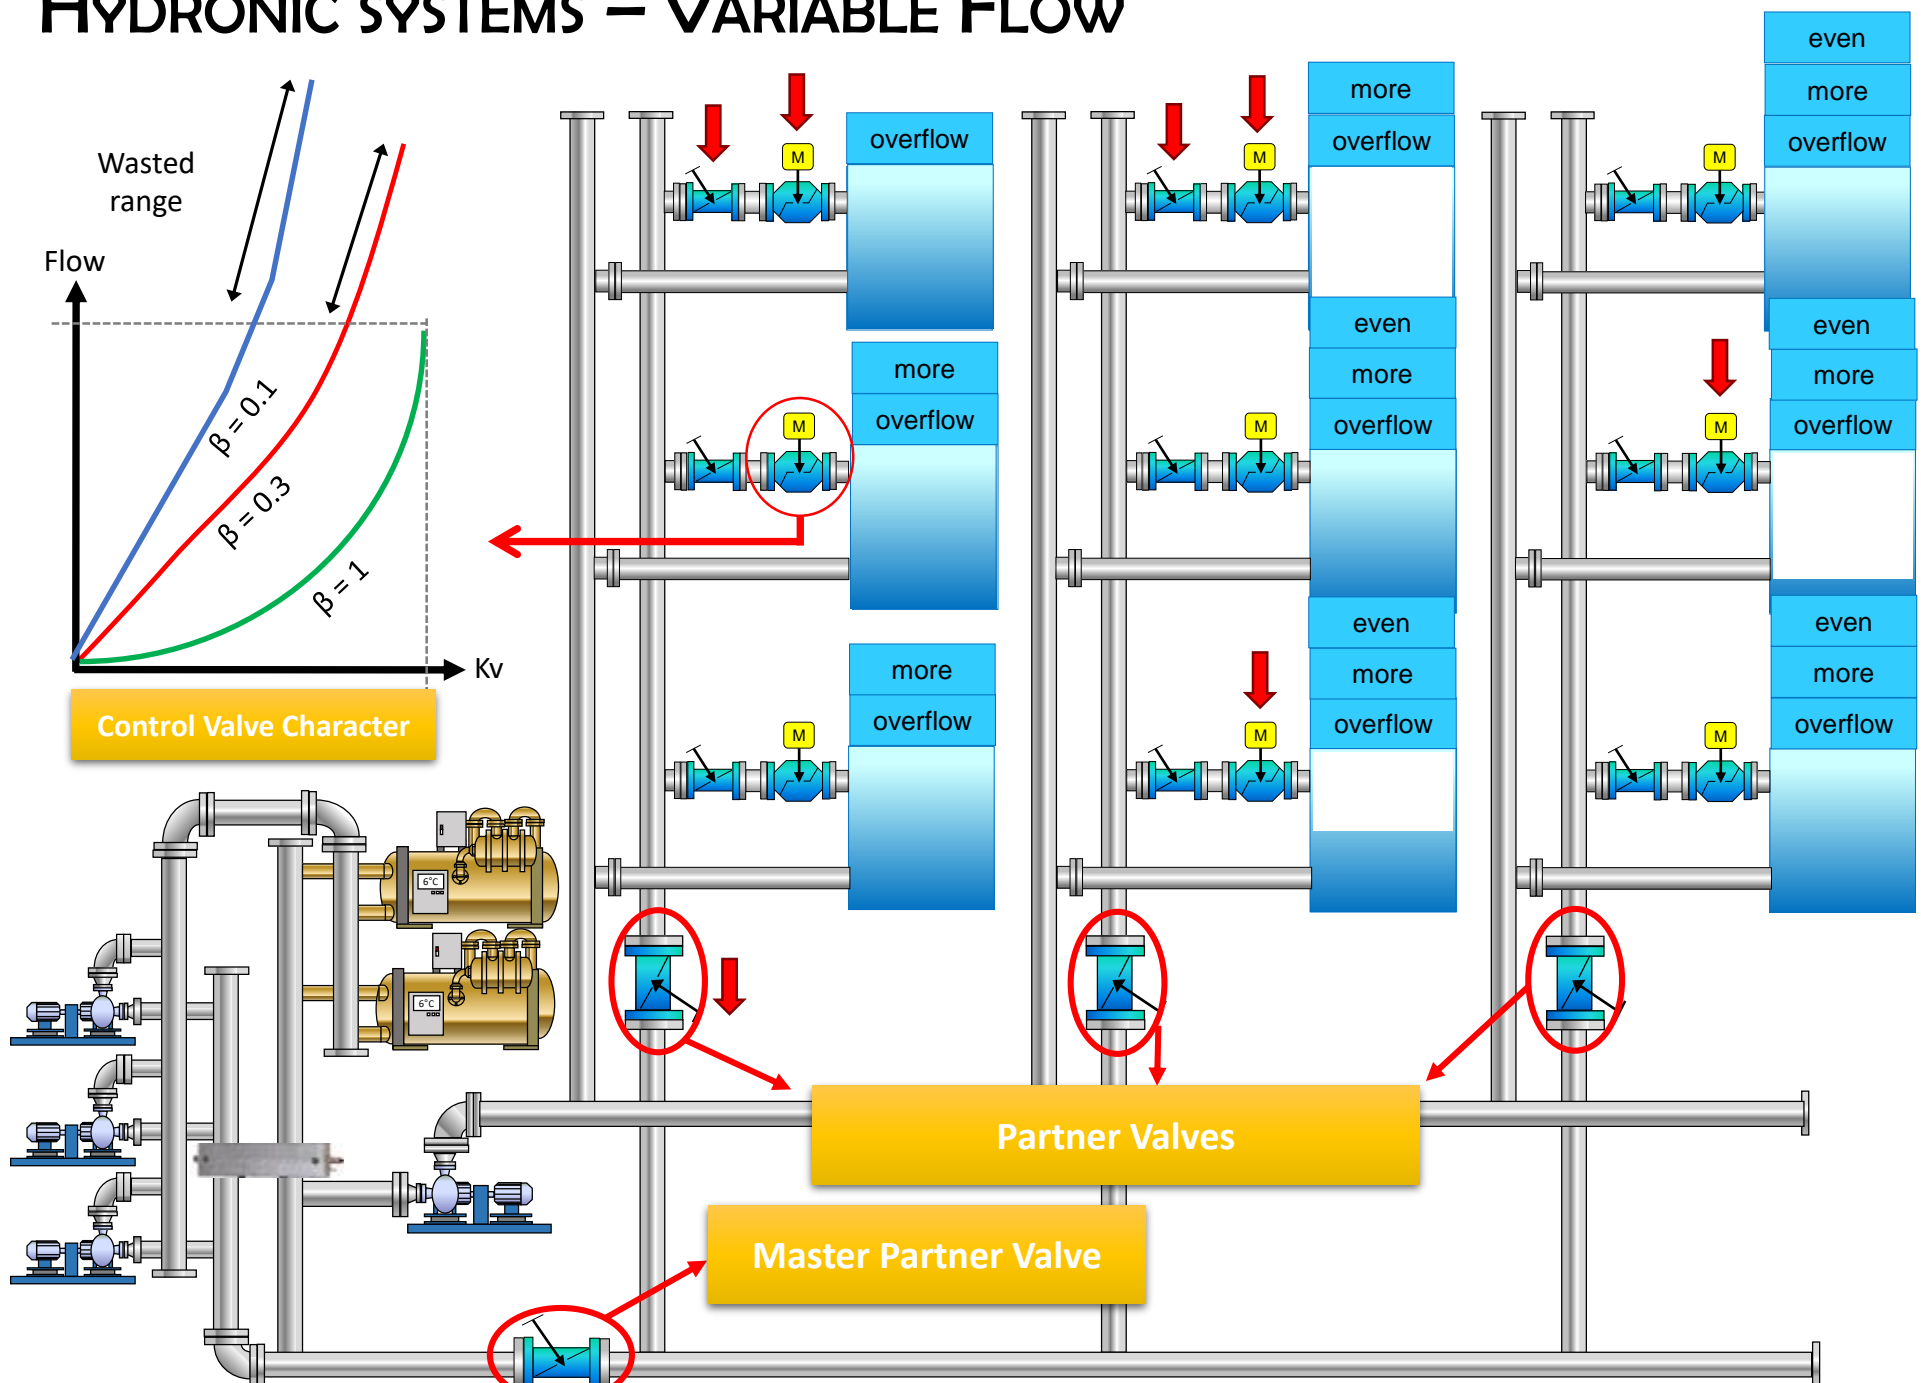 HYDRONIC SYSTEMS – VARIABLE FLOW
Wasted
range
Flow
β = 0.1
β = 0.3
β = 1
Kv
Control Valve Character
M
overflow
M
more
overflow
M
more
overflow
M
more
overflow
M
even
more
overflow
M
even
more
overflow
M
even
more
overflow
M
even
more
overflow
M
even
more
overflow
6°C
6°C
Partner Valves
Master Partner Valve